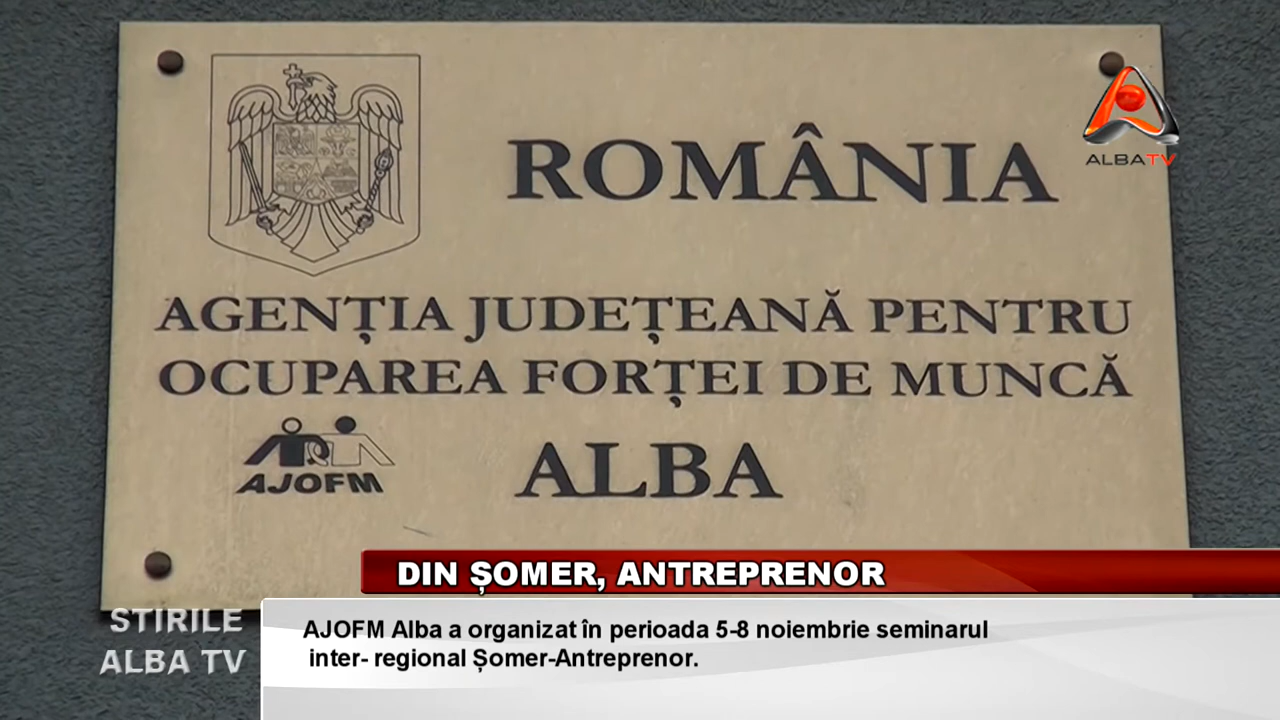 ROMÂNIA
ALBATV
AGENȚIA JUDEȚEANĂ PENTRU
OCUPAREA FORȚEI DE MUNCĂ
AJOFM
ALBA
DIN ȘOMER, ANTREPRENOR
STIRILE
ALBA TV
AJOFM Alba a organizat în perioada 5-8 noiembrie seminarul
inter- regional Șomer-Antreprenor.